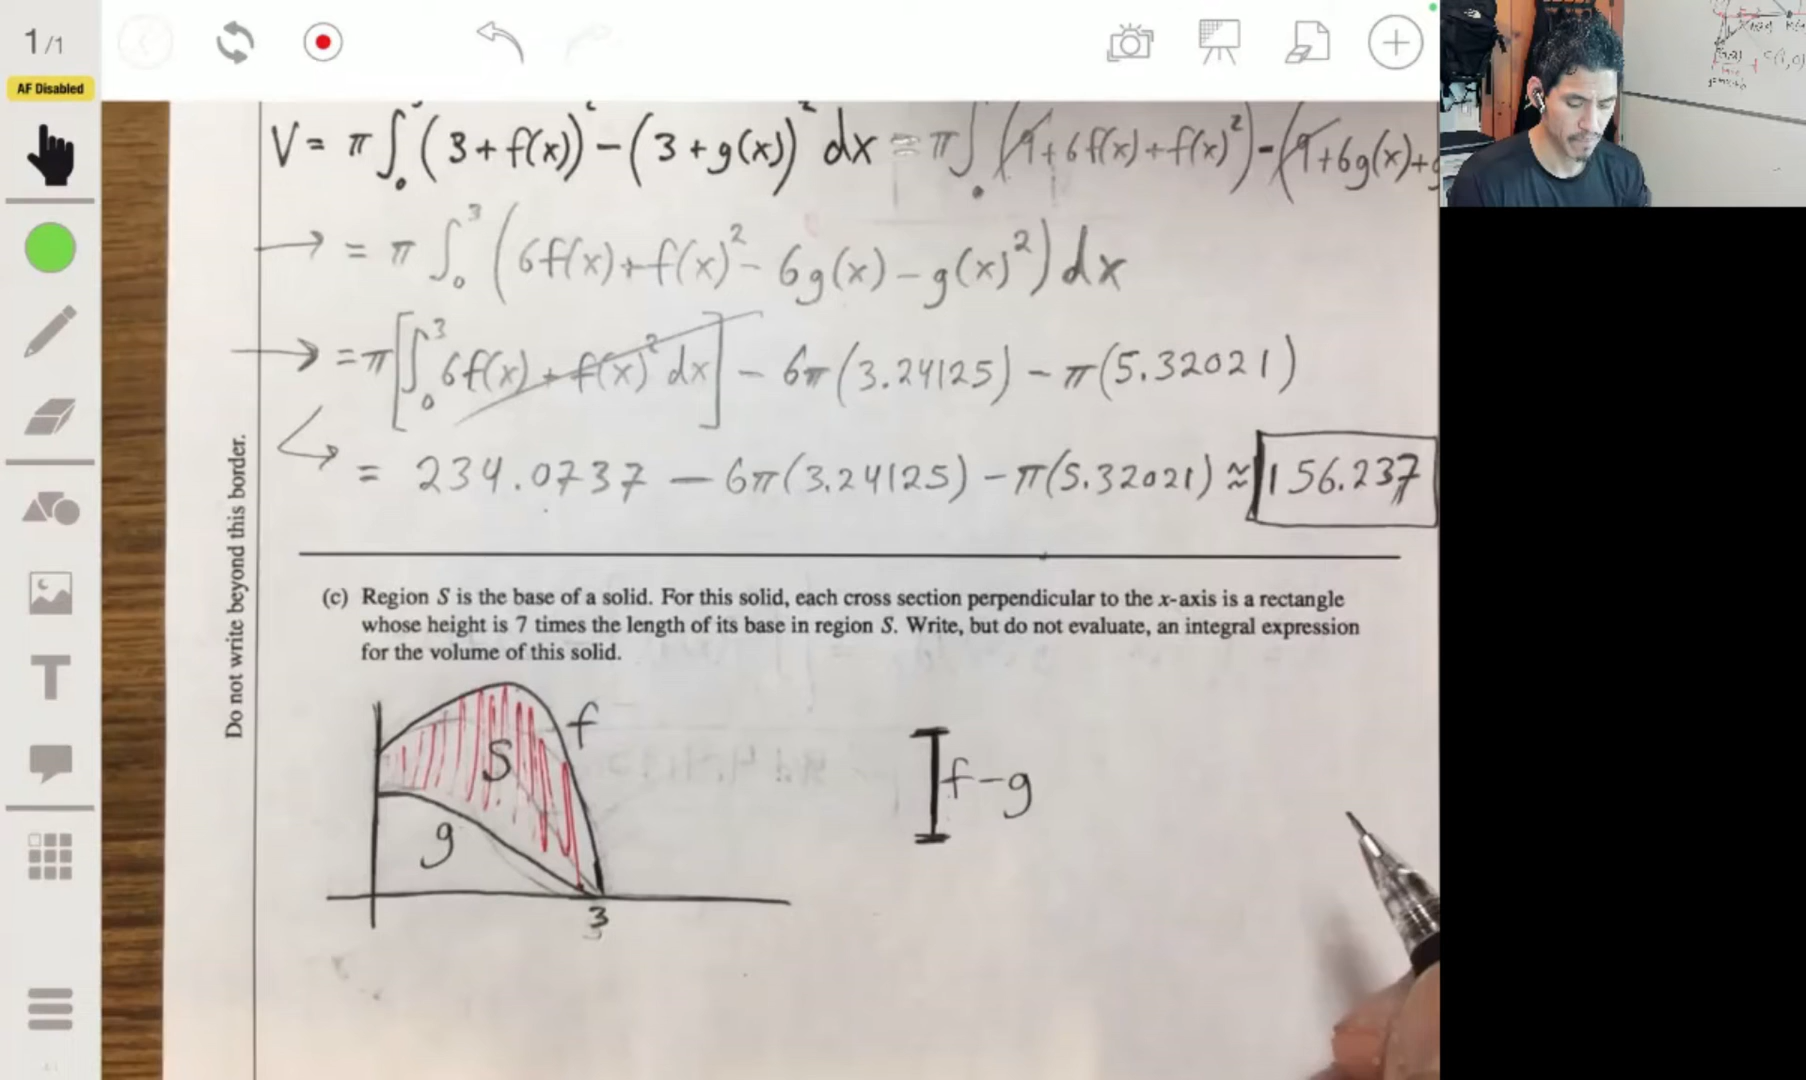 1/1
AF Disabled
V = π∫₀ (3+f(x))² - (3+g(x))² dx = π∫₀ (9+6f(x)+f(x)²) - (9+6g(x)+g
→ = π ∫₀³ (6f(x)+f(x)² - 6g(x) - g(x)²) dx
→ = π[∫₀³ 6f(x)+f(x)² dx] - 6π(3.24125) - π(5.32021)
↳ = 234.0737 - 6π(3.24125) - π(5.32021) ≈ 156.237
Do not write beyond this border.
(c) Region S is the base of a solid. For this solid, each cross section perpendicular to the x-axis is a rectangle
whose height is 7 times the length of its base in region S. Write, but do not evaluate, an integral expression
for the volume of this solid.
f
S
g
3
f-g
T